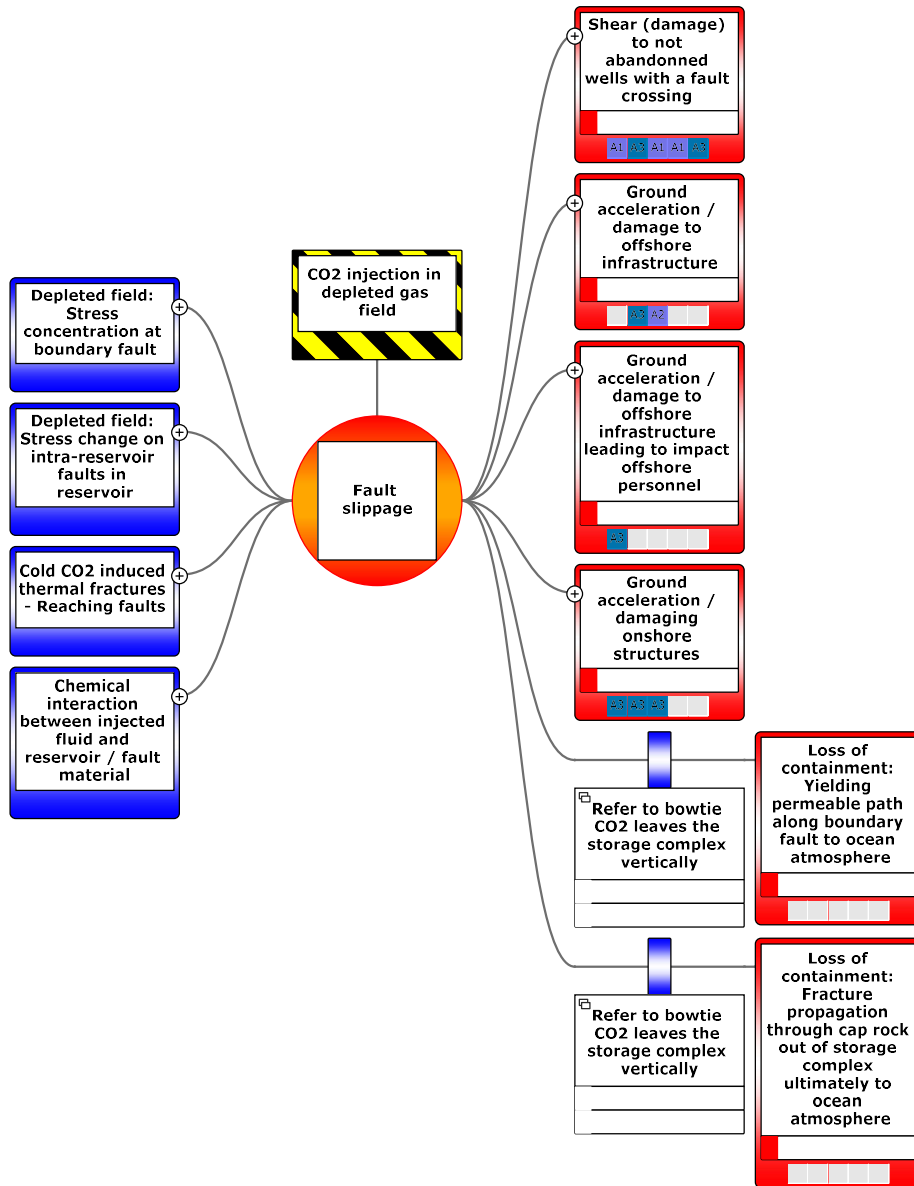 CO2 injection in
depleted gas
field
Fault
slippage
Depleted field:
Stress
concentration at
boundary fault
Depleted field:
Stress change on
intra-reservoir
faults in
reservoir
Cold CO2 induced
thermal fractures
- Reaching faults
Chemical
interaction
between injected
fluid and
reservoir / fault
material
Shear (damage)
to not
abandonned
wells with a fault
crossing
A1 A3 A1 A1 A3
Ground
acceleration /
damage to
offshore
infrastructure
A3 A2
Ground
acceleration /
damage to
offshore
infrastructure
leading to impact
offshore
personnel
A3
Ground
acceleration /
damaging
onshore
structures
A3 A3 A3
Refer to bowtie
CO2 leaves the
storage complex
vertically
Loss of
containment:
Yielding
permeable path
along boundary
fault to ocean
atmosphere
Refer to bowtie
CO2 leaves the
storage complex
vertically
Loss of
containment:
Fracture
propagation
through cap rock
out of storage
complex
ultimately to
ocean
atmosphere